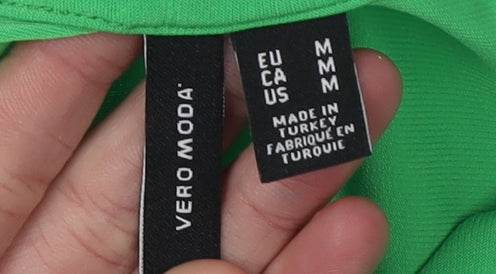 VERO MODA
EU M
CA M
US M
MADE IN
TURKEY
FABRIQUÉ EN
TURQUIE